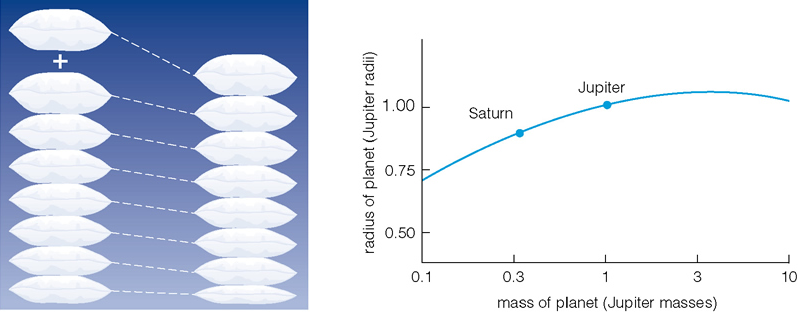 +
radius of planet (Jupiter radii)
1.00
0.75
0.50
Saturn
Jupiter
0.1
0.3
1
3
10
mass of planet (Jupiter masses)